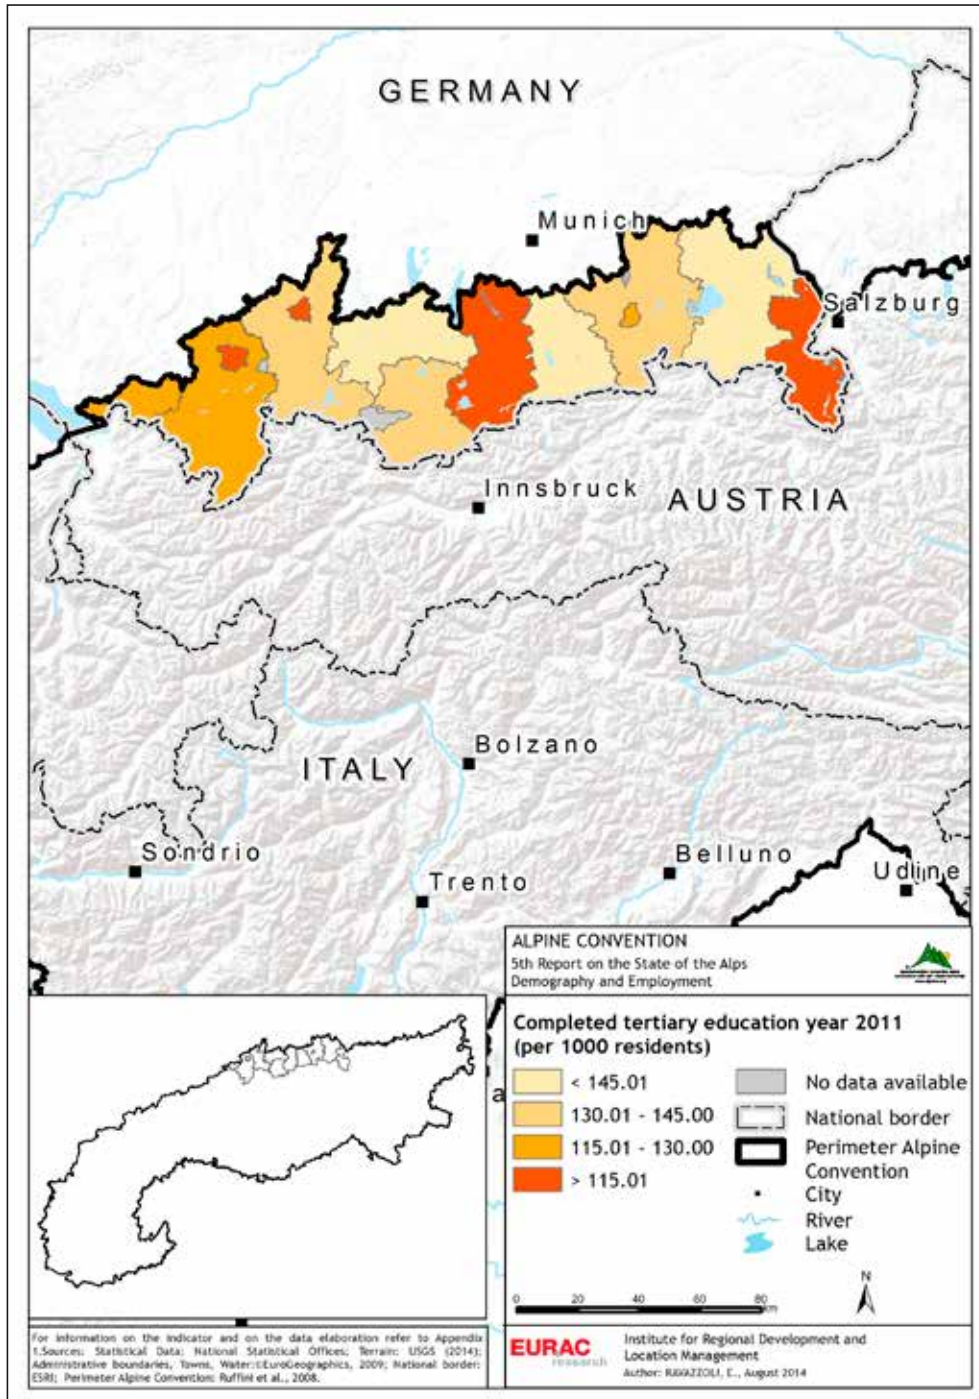 GERMANY
Munich
Salzburg
Innsbruck
AUSTRIA
Bolzano
ITALY
Sondrio
Belluno
Udine
Trento
ALPINE CONVENTION
5th Report on the State of the Alps
Demography and Employment
Completed tertiary education year 2011
(per 1000 residents)
< 145.01
130.01 - 145.00
115.01 - 130.00
> 115.01
No data available
National border
Perimeter Alpine
Convention
City
River
Lake
N
0 20 40 60 80
km
a
For information on the indicator and on the data elaboration refer to Appendix
1.Sources: Statistical Data: National Statistical Offices; Terrain: USGS (2014);
Administrative boundaries, Towns, Water:©EuroGeographics, 2009; National border:
ESRI; Perimeter Alpine Convention: Ruffini et al., 2008.
EURAC
research
Institute for Regional Development and
Location Management
Author: RAVAZZOLI, E., August 2014